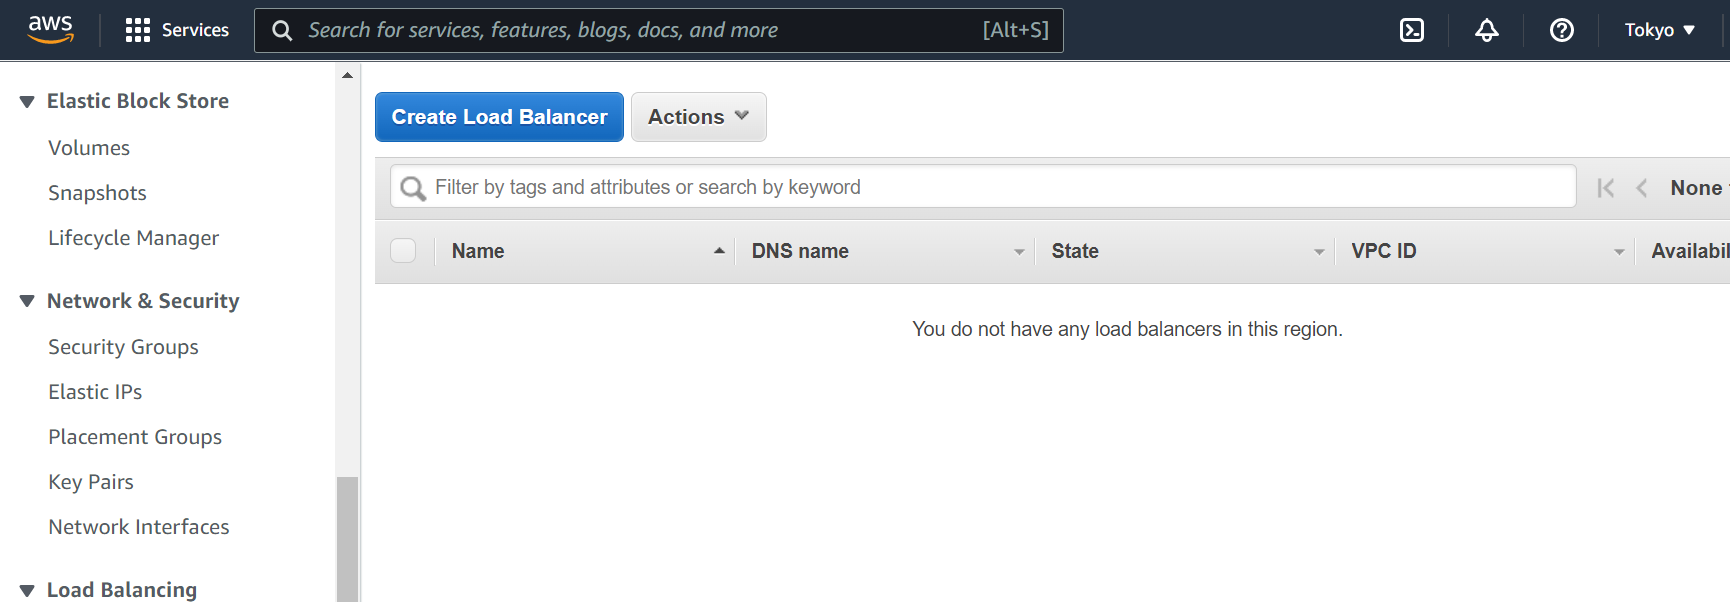 aws
Services
Search for services, features, blogs, docs, and more [Alt+S]
Tokyo
Elastic Block Store
Volumes
Snapshots
Lifecycle Manager
Network & Security
Security Groups
Elastic IPs
Placement Groups
Key Pairs
Network Interfaces
Load Balancing
Create Load Balancer
Actions
Filter by tags and attributes or search by keyword
None
Name DNS name State VPC ID Availabil
You do not have any load balancers in this region.